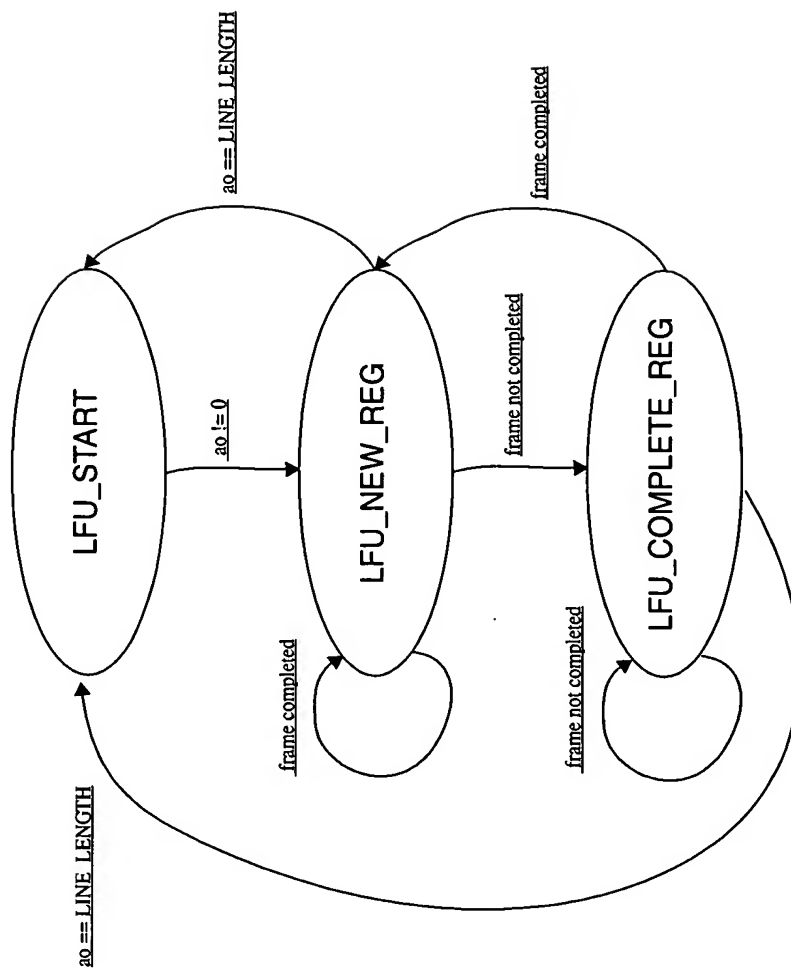 ao == LINE_LENGTH
LFU_START
ao != 0
ao == LINE_LENGTH
frame completed
LFU_NEW_REG
frame not completed
frame completed
frame not completed
LFU_COMPLETE_REG